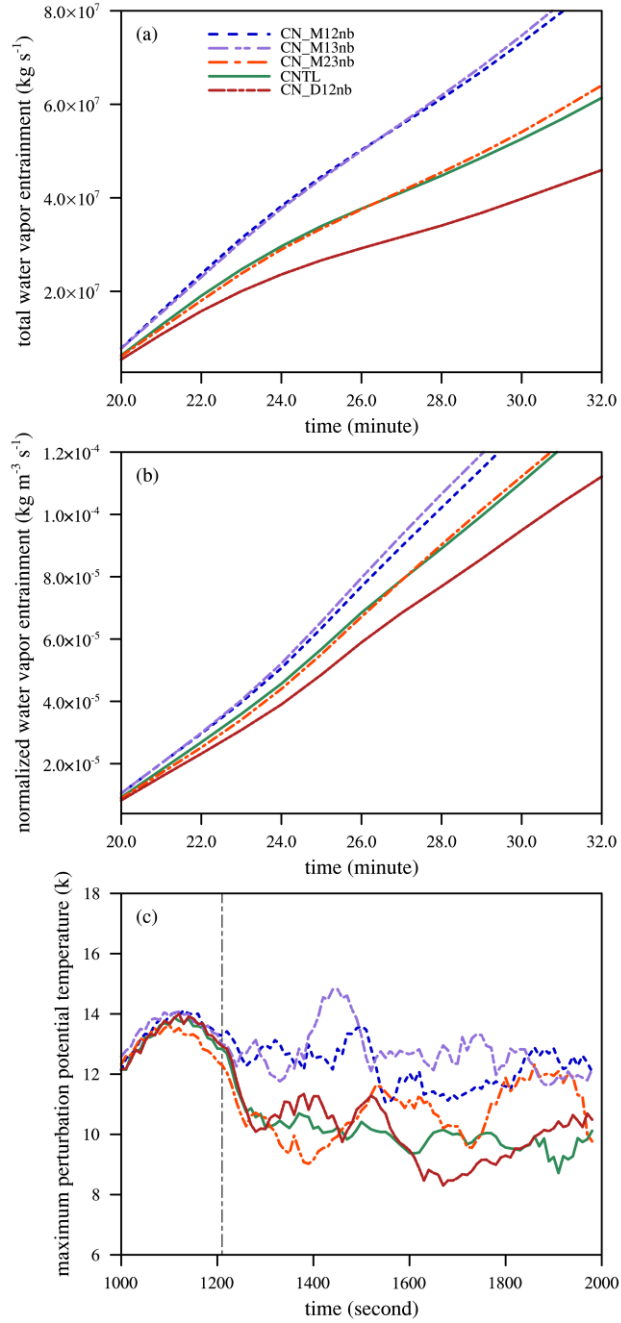 (a)
CN_M12nb
CN_M13nb
CN_M23nb
CNTL
CN_D12nb
total water vapor entrainment (kg s⁻¹)
8.0×10⁷
6.0×10⁷
4.0×10⁷
2.0×10⁷
20.0 22.0 24.0 26.0 28.0 30.0 32.0
time (minute)
(b)
normalized water vapor entrainment (kg m⁻³ s⁻¹)
1.2×10⁻⁴
1.0×10⁻⁴
8.0×10⁻⁵
6.0×10⁻⁵
4.0×10⁻⁵
2.0×10⁻⁵
20.0 22.0 24.0 26.0 28.0 30.0 32.0
time (minute)
(c)
maximum perturbation potential temperature (k)
18
16
14
12
10
8
6
1000 1200 1400 1600 1800 2000
time (second)